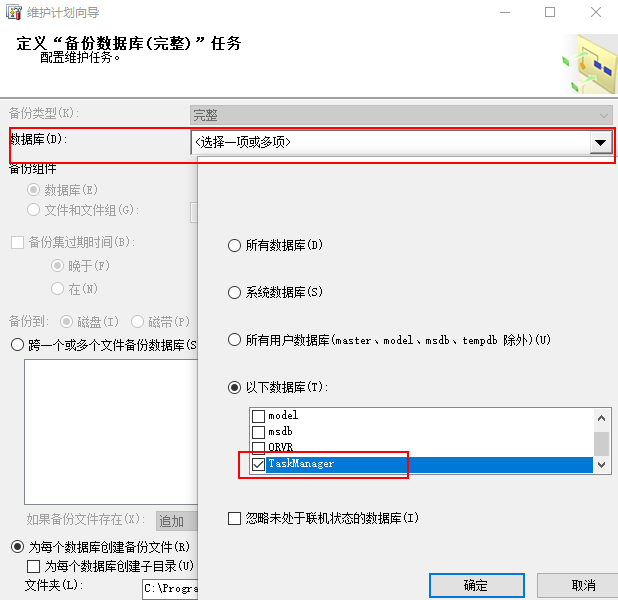 维护计划向导
定义“备份数据库(完整)”任务
配置维护任务。
备份类型(K):
完整
数据库(D):
<选择一项或多项>
备份组件
数据库(E)
文件和文件组(G):
备份集过期时间(B):
晚于(F)
在(N)
备份到:
磁盘(I)
磁带(P)
跨一个或多个文件备份数据库(S
如果备份文件存在(X):
追加
为每个数据库创建备份文件(R)
为每个数据库创建子目录(U)
文件夹(L):
C:\Progra
所有数据库(D)
系统数据库(S)
所有用户数据库(master、model、msdb、tempdb 除外)(U)
以下数据库(T):
model
msdb
QRVR
TaskManager
忽略未处于联机状态的数据库(I)
确定
取消